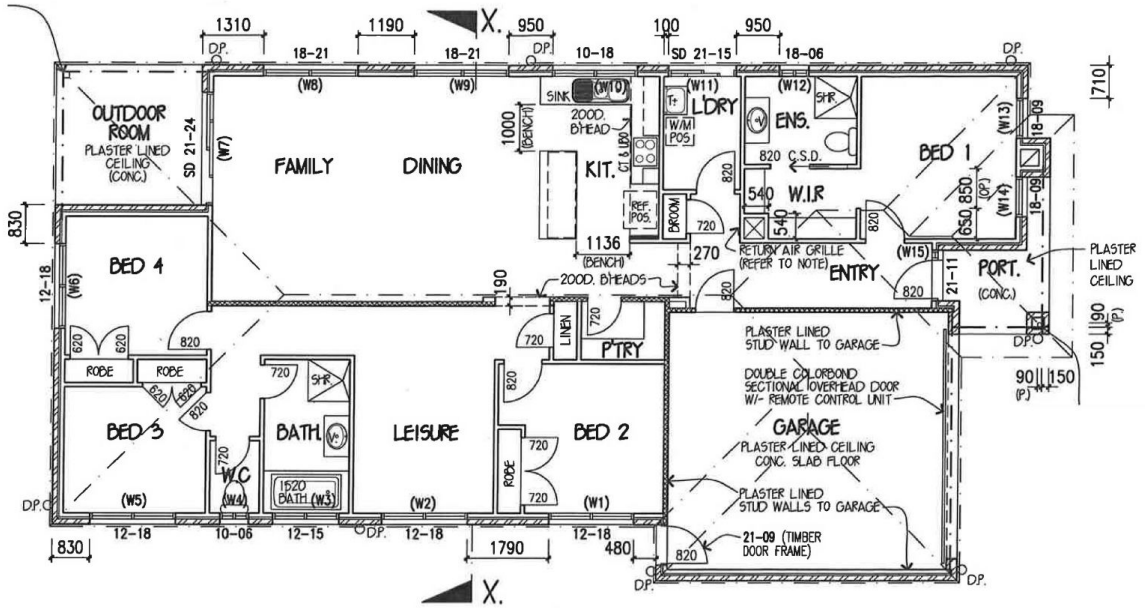 X.
1310
1190
950
100
950
D.P.
18-21
18-21
D.P.
10-18
SD 21-15
18-06
D.P.
710
(W8)
(W9)
(W10)
(W11)
(W12)
SINK
Tr
L'DRY
SHR.
ENS.
V
W/M
POS.
OUTDOOR
ROOM
PLASTER LINED
CEILING
(CONC.)
SD 21-24
(W7)
1000
(BENCH)
200D.
B'HEAD
CT & UBO
FAMILY
DINING
KIT.
820
820
C.S.D.
BED 1
(W13)
18-09
850
(OP.)
(W14)
18-09
650
540
W.I.R
540
REF.
POS.
BROOM
720
820
830
1136
(BENCH)
270
RETURN AIR GRILLE
(REFER TO NOTE)
ENTRY
(W15)
820
21-11
PORT.
(CONC.)
PLASTER
LINED
CEILING
BED 4
12-18
(W6)
190
200D. B'HEADS
820
90
(P.)
150
D.P.
620
620
820
720
LINEN
720
P'TRY
PLASTER LINED
STUD WALL TO GARAGE
ROBE
ROBE
620
620
820
720
SHR.
820
DOUBLE COLORBOND
SECTIONAL OVERHEAD DOOR
W/- REMOTE CONTROL UNIT
90
(P.)
150
BED 3
BATH.
LEISURE
BED 2
GARAGE
PLASTER LINED CEILING
CONC. SLAB FLOOR
V
720
W.C
720
ROBE
720
1520
BATH
PLASTER LINED
STUD WALLS TO GARAGE
D.P.
(W5)
(W4)
(W3)
(W2)
(W1)
12-18
10-06
12-15
D.P.
12-18
12-18
830
1790
480
820
21-09 (TIMBER
DOOR FRAME)
D.P.
D.P.
X.